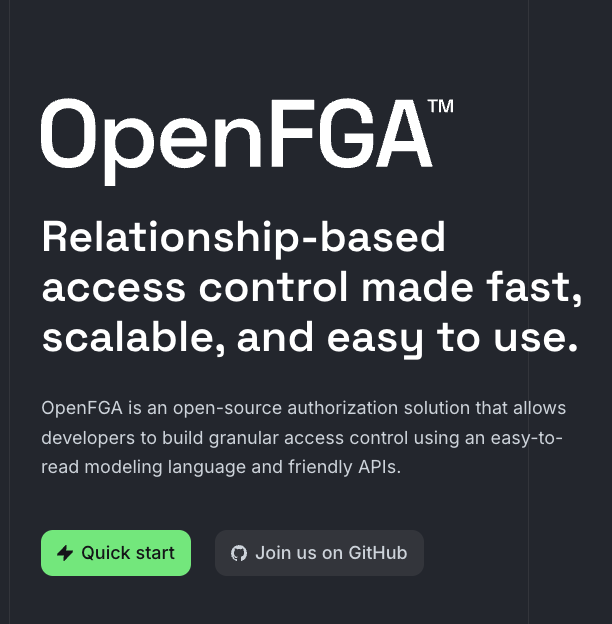 OpenFGA™
Relationship-based
access control made fast,
scalable, and easy to use.
OpenFGA is an open-source authorization solution that allows
developers to build granular access control using an easy-to-
read modeling language and friendly APIs.
Quick start
Join us on GitHub